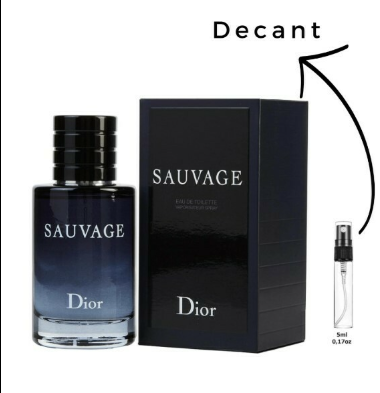 Decant
SAUVAGE
EAU DE TOILETTE
SAUVAGE
Dior
Dior
5ml
0,17oz